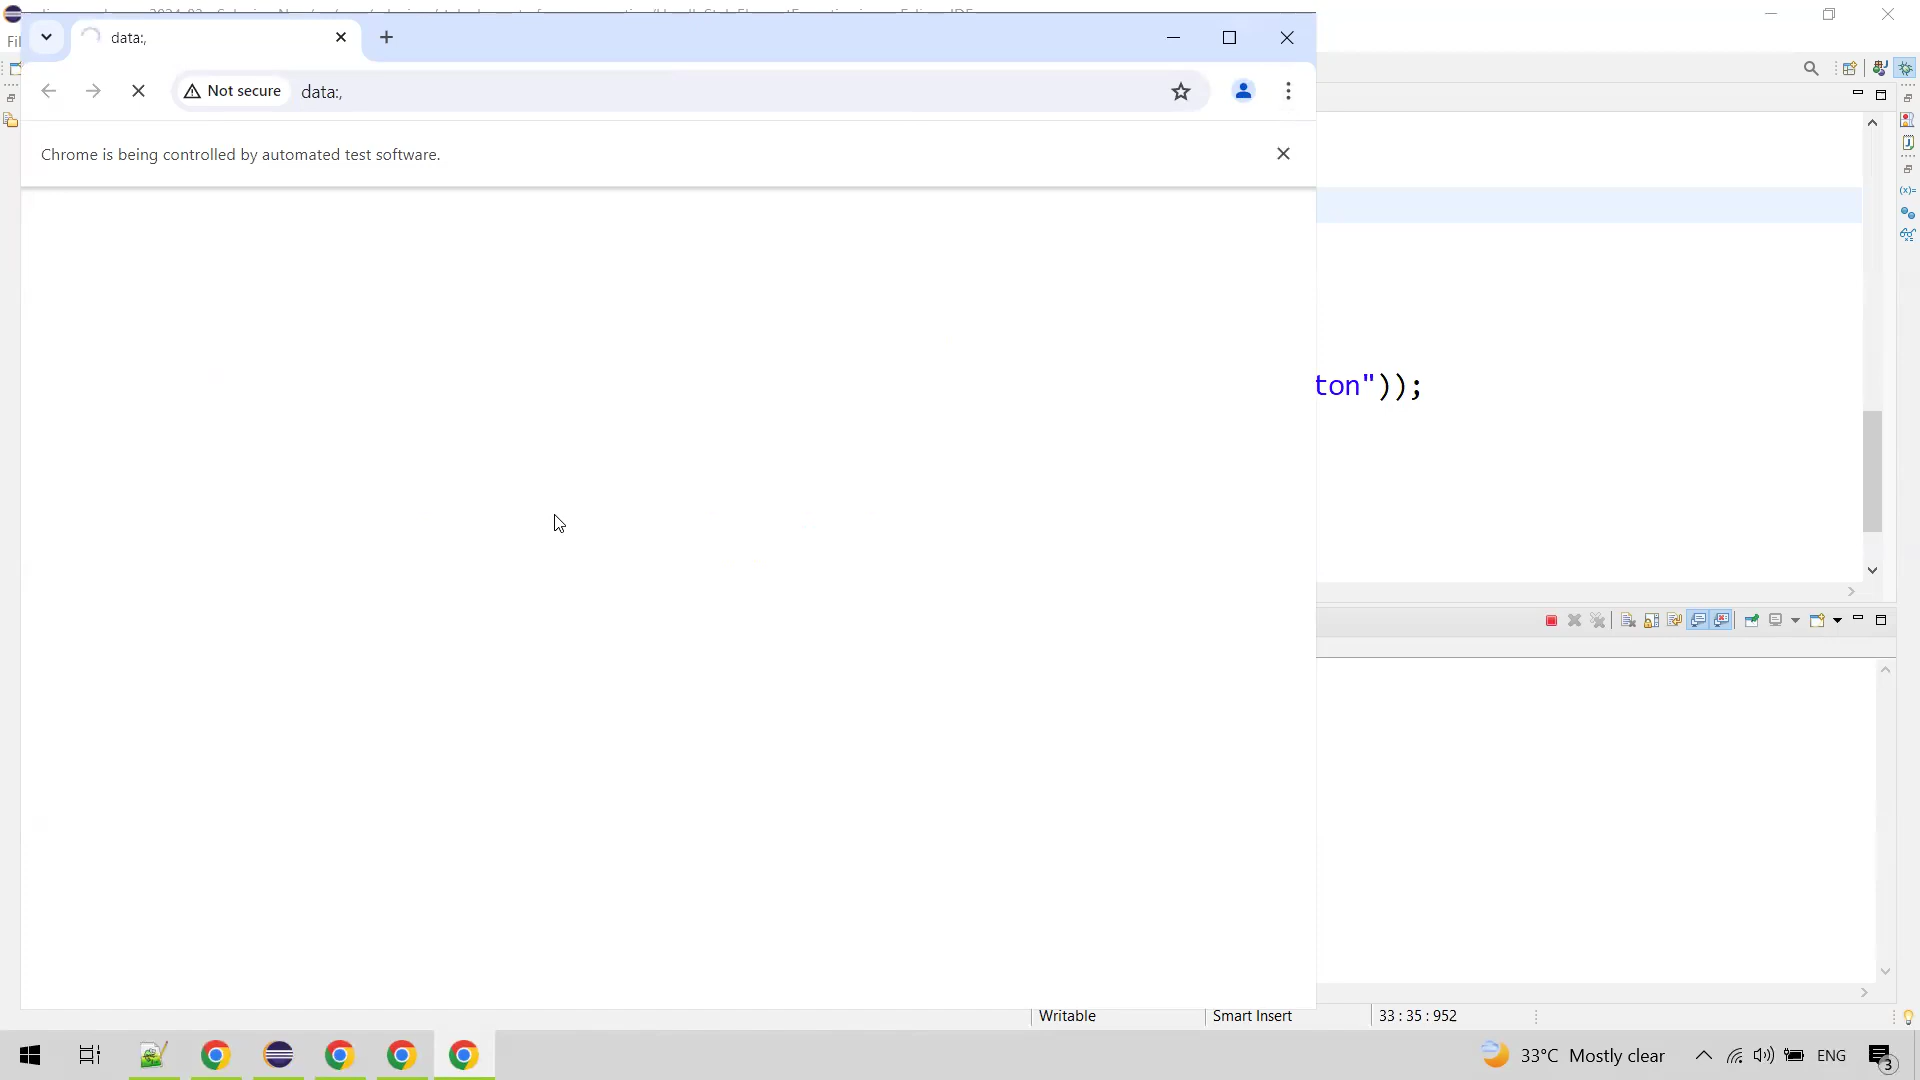 data:,
Not secure
data:,
Chrome is being controlled by automated test software.
ton"));
(x)=
Writable
Smart Insert
33 : 35 : 952
33°C Mostly clear
ENG
3